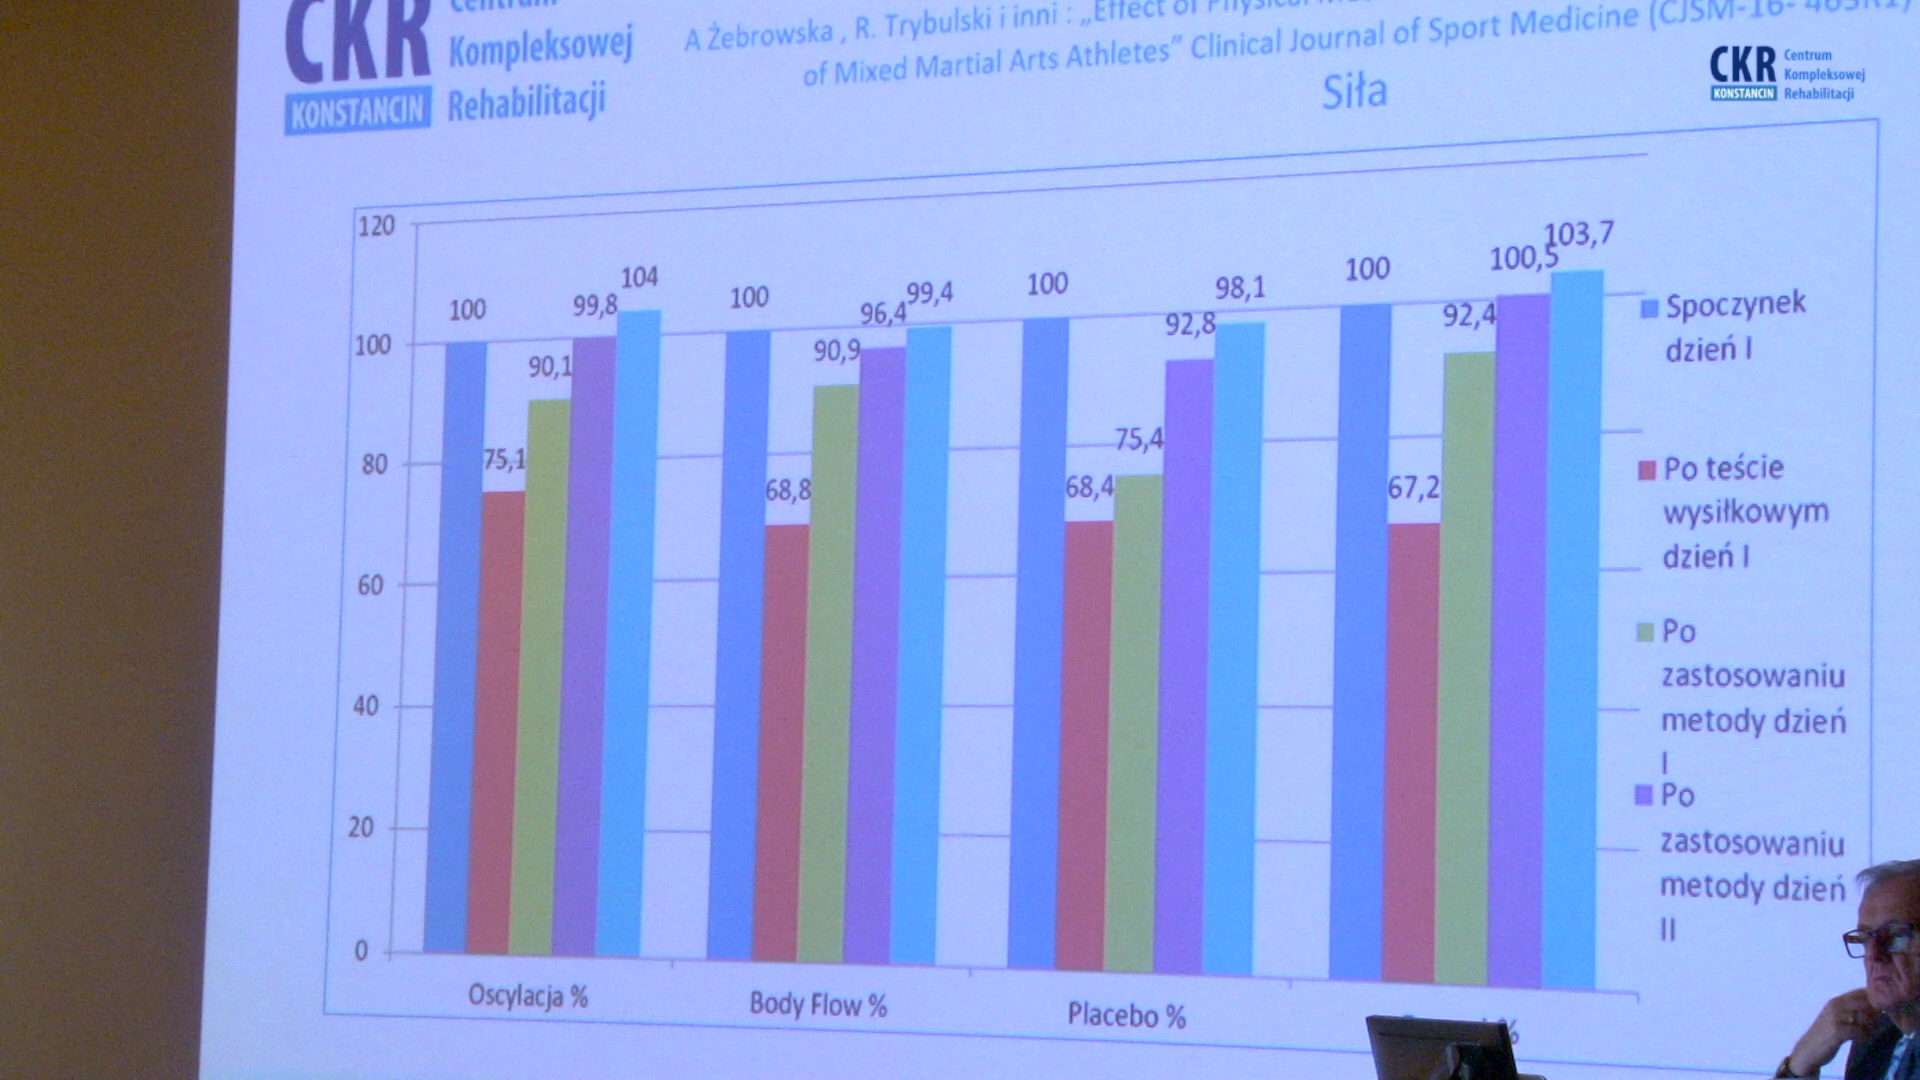 CKR
Kompleksowej
KONSTANCIN
Rehabilitacji
A Żebrowska , R. Trybulski i inni : „Effect of
of Mixed Martial Arts Athletes” Clinical Journal of Sport Medicine
Siła
CKR
Centrum
Kompleksowej
KONSTANCIN
Rehabilitacji
120
100
80
60
40
20
0
100
75,1
90,1
99,8
104
100
68,8
90,9
96,4
99,4
100
68,4
75,4
92,8
98,1
100
67,2
92,4
100,5
103,7
Oscylacja %
Body Flow %
Placebo %
%
Spoczynek
dzień I
Po teście
wysiłkowym
dzień I
Po
zastosowaniu
metody dzień
I
Po
zastosowaniu
metody dzień
II